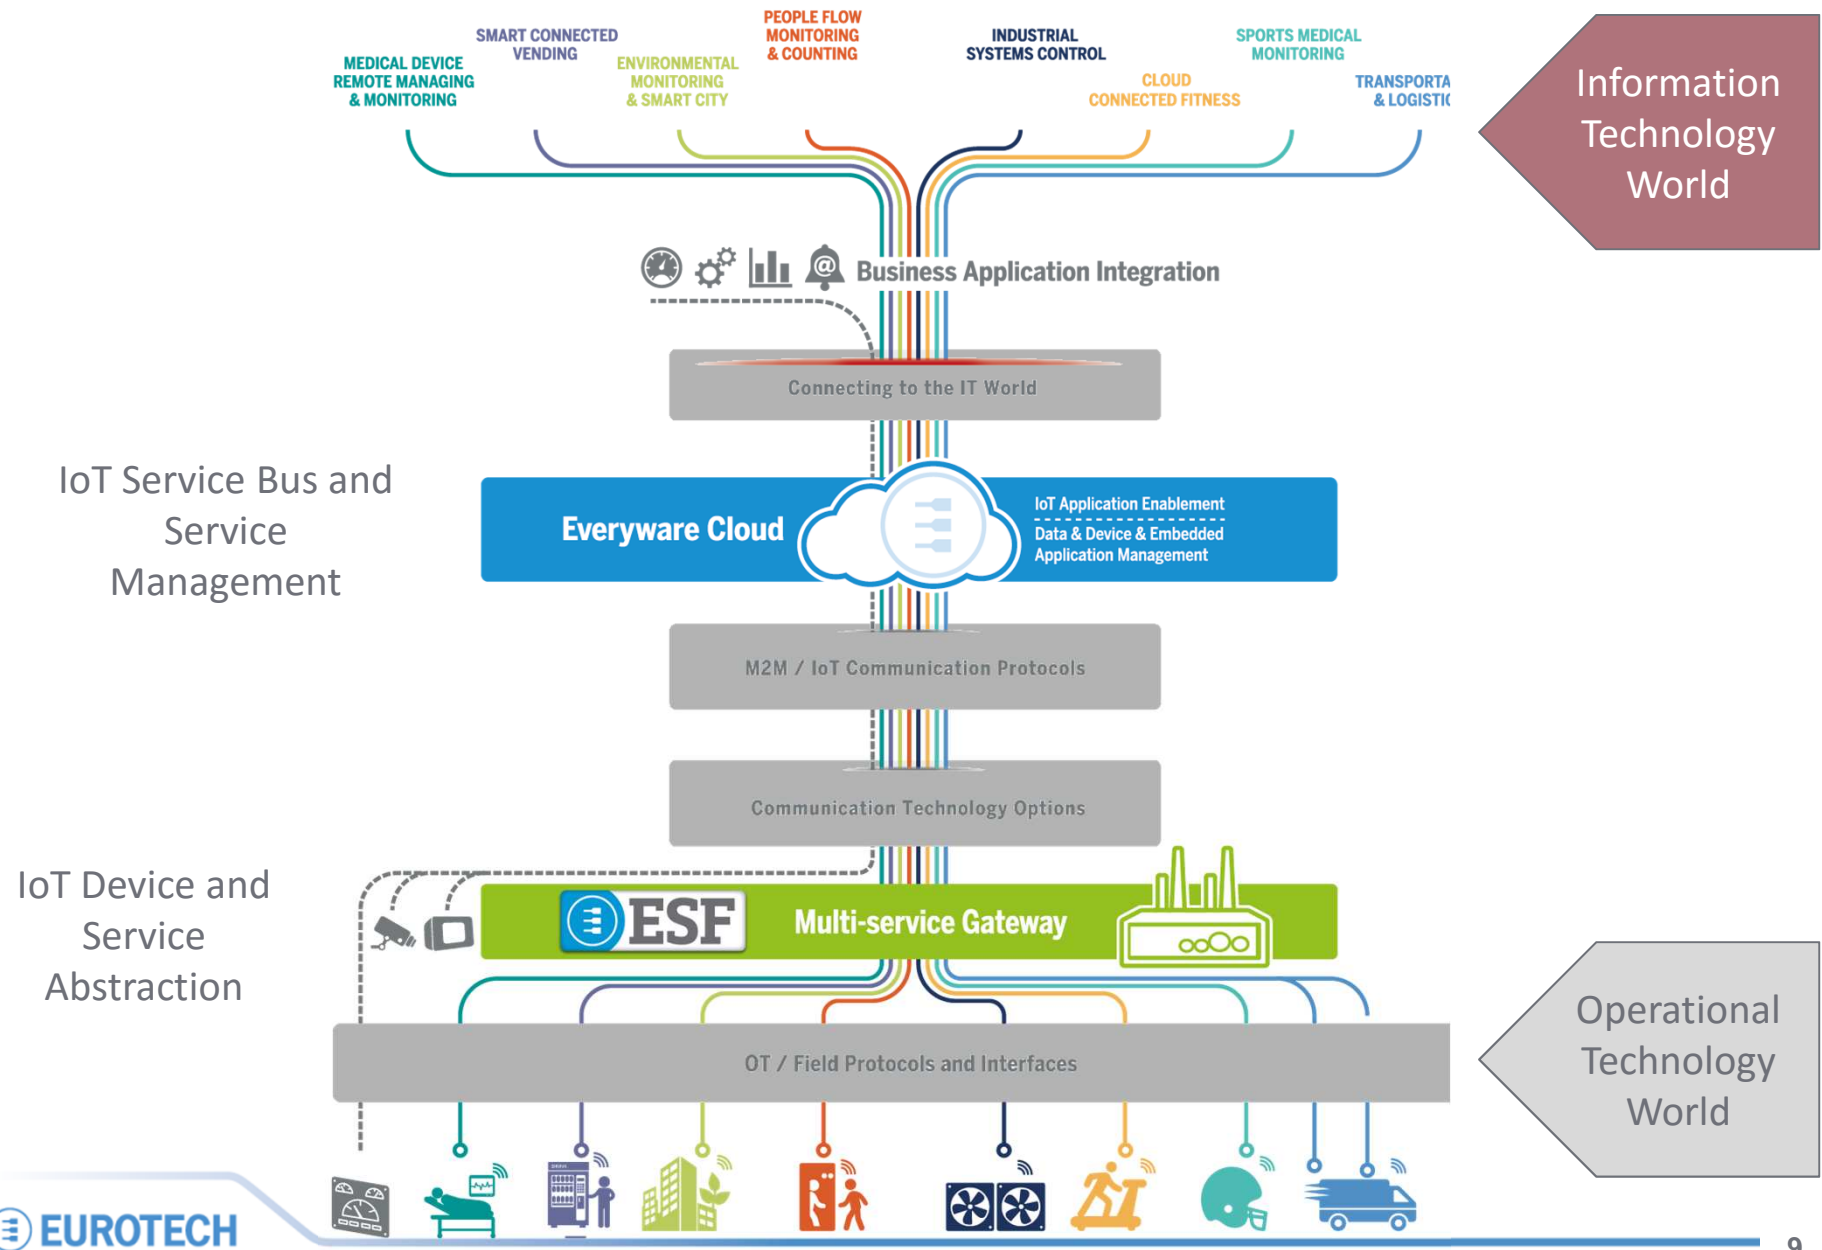 PEOPLE FLOW
MONITORING
& COUNTING
SMART CONNECTED
VENDING
INDUSTRIAL
SYSTEMS CONTROL
SPORTS MEDICAL
MONITORING
MEDICAL DEVICE
REMOTE MANAGING
& MONITORING
ENVIRONMENTAL
MONITORING
& SMART CITY
CLOUD
CONNECTED FITNESS
TRANSPORTA
& LOGISTIC
Information
Technology
World
@ Business Application Integration
Connecting to the IT World
IoT Service Bus and
Service
Management
Everyware Cloud
IoT Application Enablement
Data & Device & Embedded
Application Management
M2M / IoT Communication Protocols
Communication Technology Options
IoT Device and
Service
Abstraction
ESF
Multi-service Gateway
Operational
Technology
World
OT / Field Protocols and Interfaces
EUROTECH
9